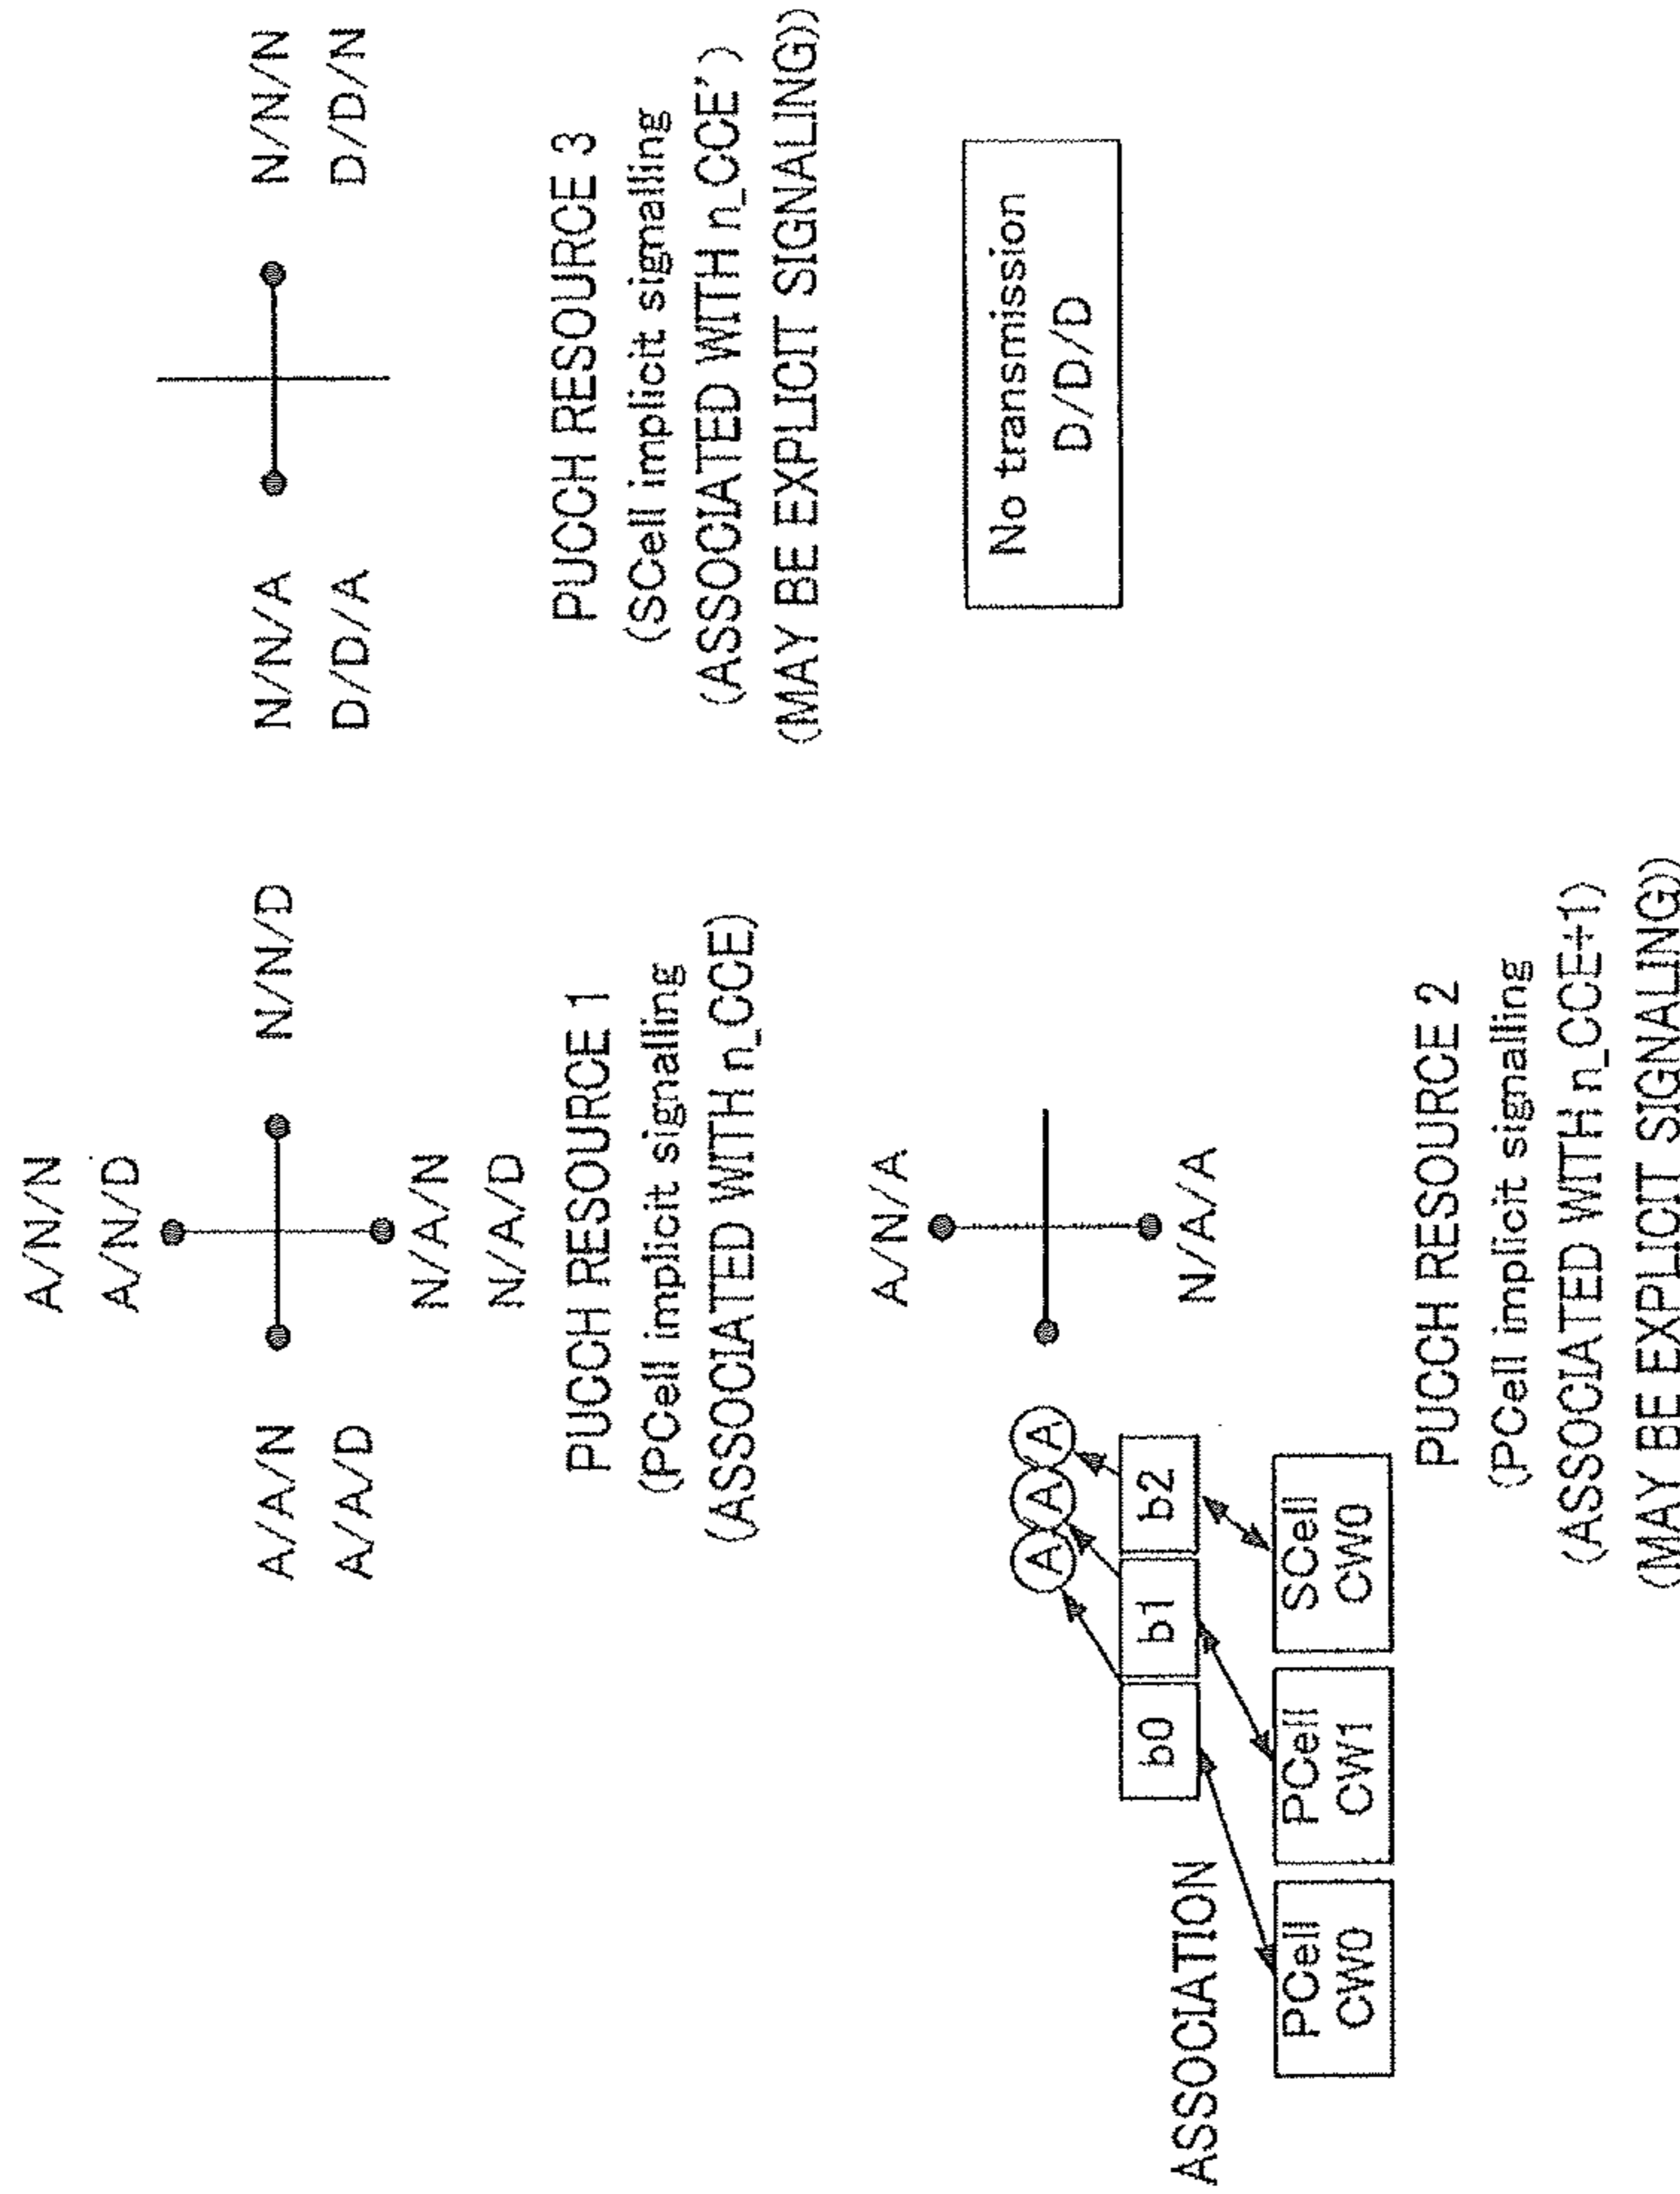 A/N/N
A/N/D
A/A/N
A/A/D
N/N/D
N/A/N
N/A/D
PUCCH RESOURCE 1
(PCell implicit signalling
(ASSOCIATED WITH n_CCE)
N/N/A
D/D/A
N/N/N
D/D/N
PUCCH RESOURCE 3
(SCell implicit signalling
(ASSOCIATED WITH n_CCE')
(MAY BE EXPLICIT SIGNALING))
A/N/A
A A A
N/A/A
b0 b1 b2
ASSOCIATION
PCell
CW0
PCell
CW1
SCell
CW0
PUCCH RESOURCE 2
(PCell implicit signalling
(ASSOCIATED WITH n_CCE+1)
(MAY BE EXPLICIT SIGNALING))
No transmission
D/D/D